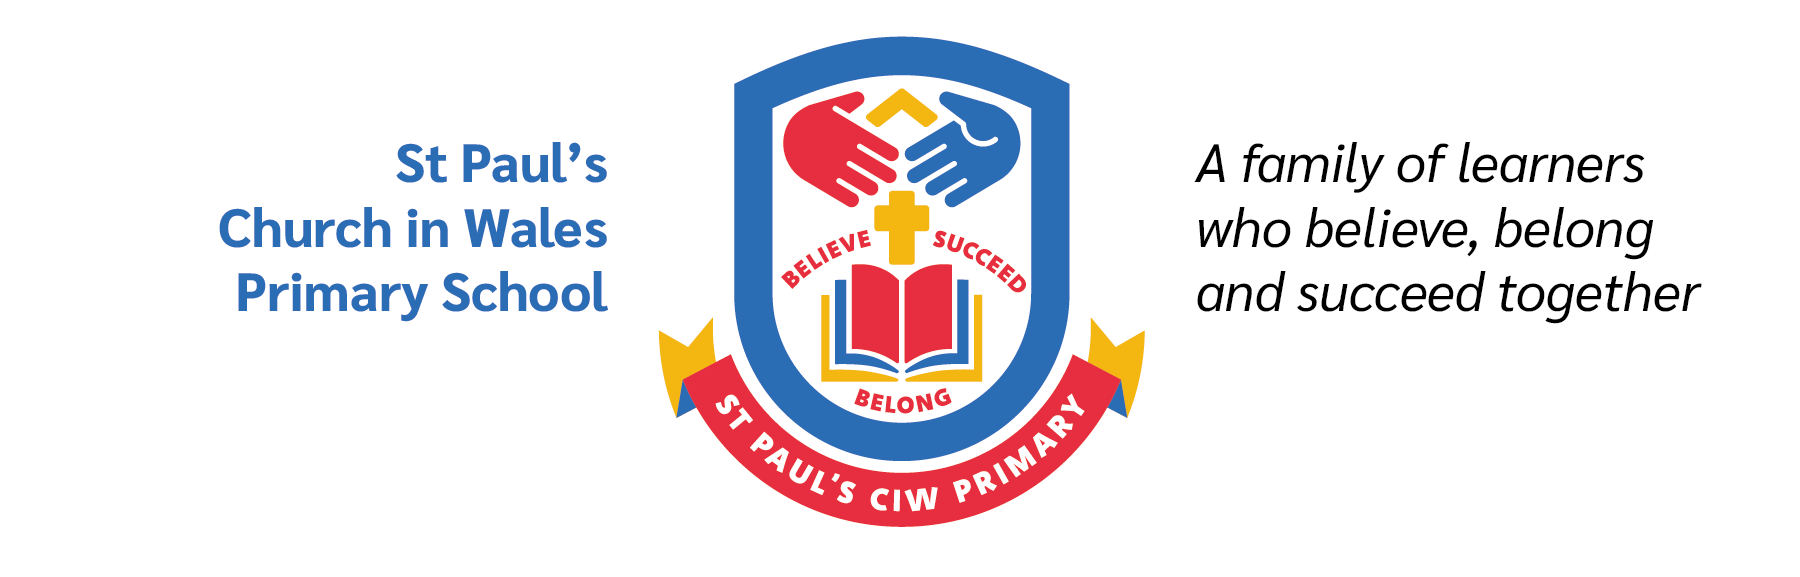 St Paul’s
Church in Wales
Primary School
BELIEVE
SUCCEED
BELONG
ST PAUL'S CIW PRIMARY
A family of learners
who believe, belong
and succeed together